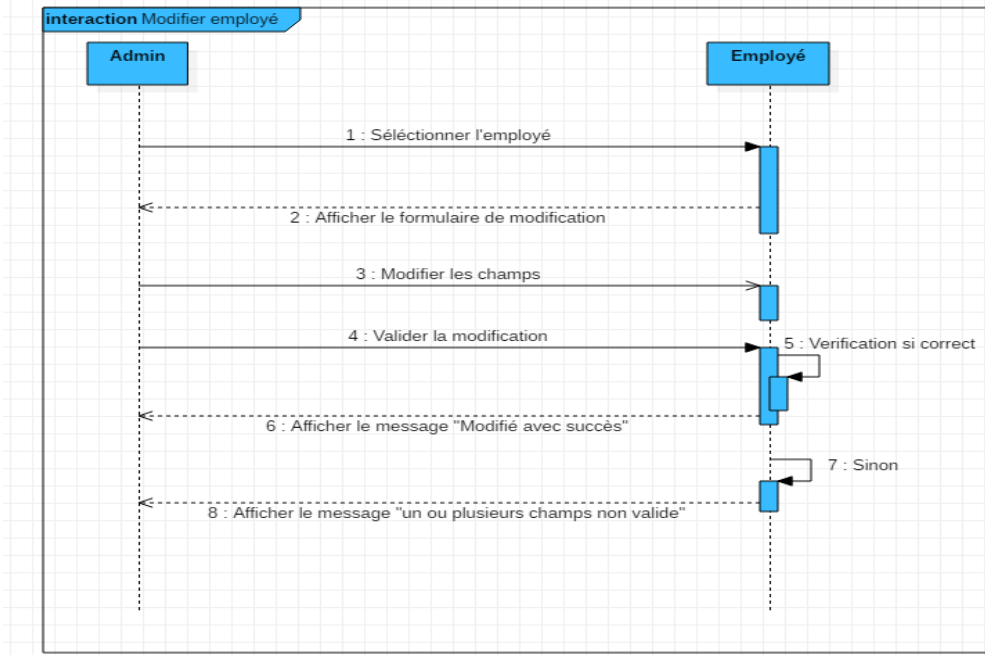 interaction Modifier employé
Admin
Employé
1 : Séléctionner l'employé
2 : Afficher le formulaire de modification
3 : Modifier les champs
4 : Valider la modification
5 : Verification si correct
6 : Afficher le message "Modifié avec succès"
7 : Sinon
8 : Afficher le message "un ou plusieurs champs non valide"